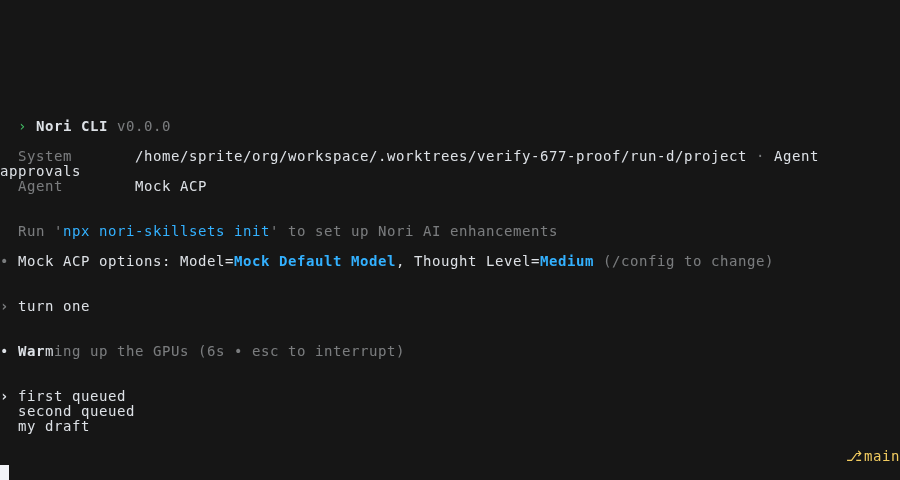 › Nori CLI v0.0.0
System /home/sprite/org/workspace/.worktrees/verify-677-proof/run-d/project · Agent
approvals
Agent Mock ACP
Run 'npx nori-skillsets init' to set up Nori AI enhancements
• Mock ACP options: Model=Mock Default Model, Thought Level=Medium (/config to change)
› turn one
• Warming up the GPUs (6s • esc to interrupt)
› first queued
second queued
my draft
⎇main